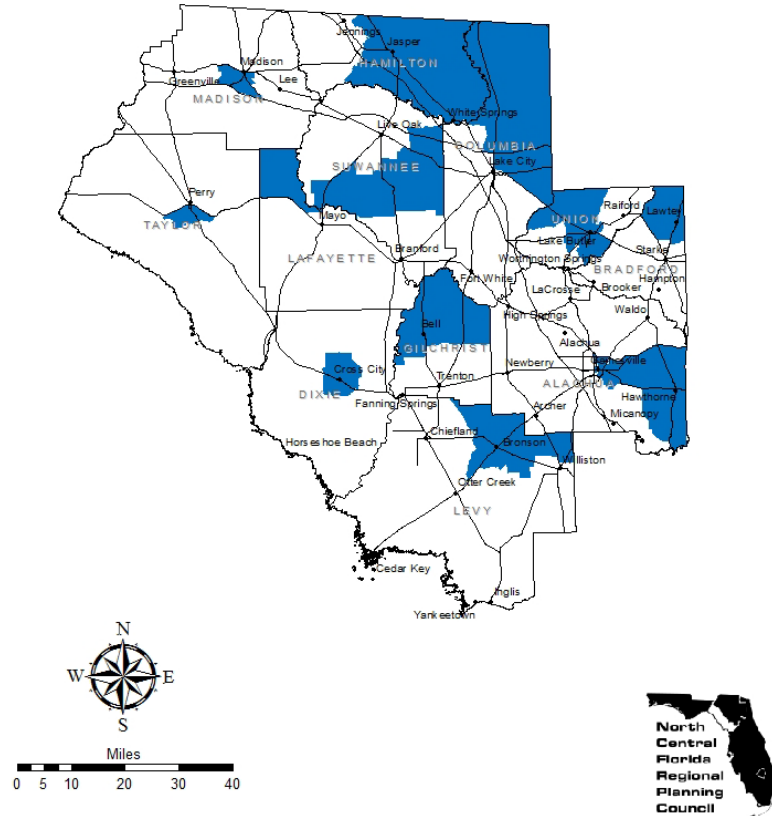 Jennings
Jasper
HAMILTON
Madison
Greenville
Lee
MADISON
White Springs
Live Oak
COLUMBIA
SUWANNEE
Lake City
Perry
Raiford
Lawtey
TAYLOR
Mayo
UNION
Lake Butler
Starke
LAFAYETTE
Branford
Worthington Springs
BRADFORD
Fort White
Brooker
Hampton
LaCrosse
High Springs
Waldo
Bell
Alachua
GILCHRIST
Newberry
Gainesville
Cross City
Trenton
ALACHUA
DIXIE
Fanning Springs
Hawthorne
Archer
Micanopy
Chiefland
Horseshoe Beach
Bronson
Williston
Otter Creek
LEVY
Cedar Key
Inglis
Yankeetown
N
W
E
S
Miles
0 5 10 20 30 40
North
Central
Florida
Regional
Planning
Council